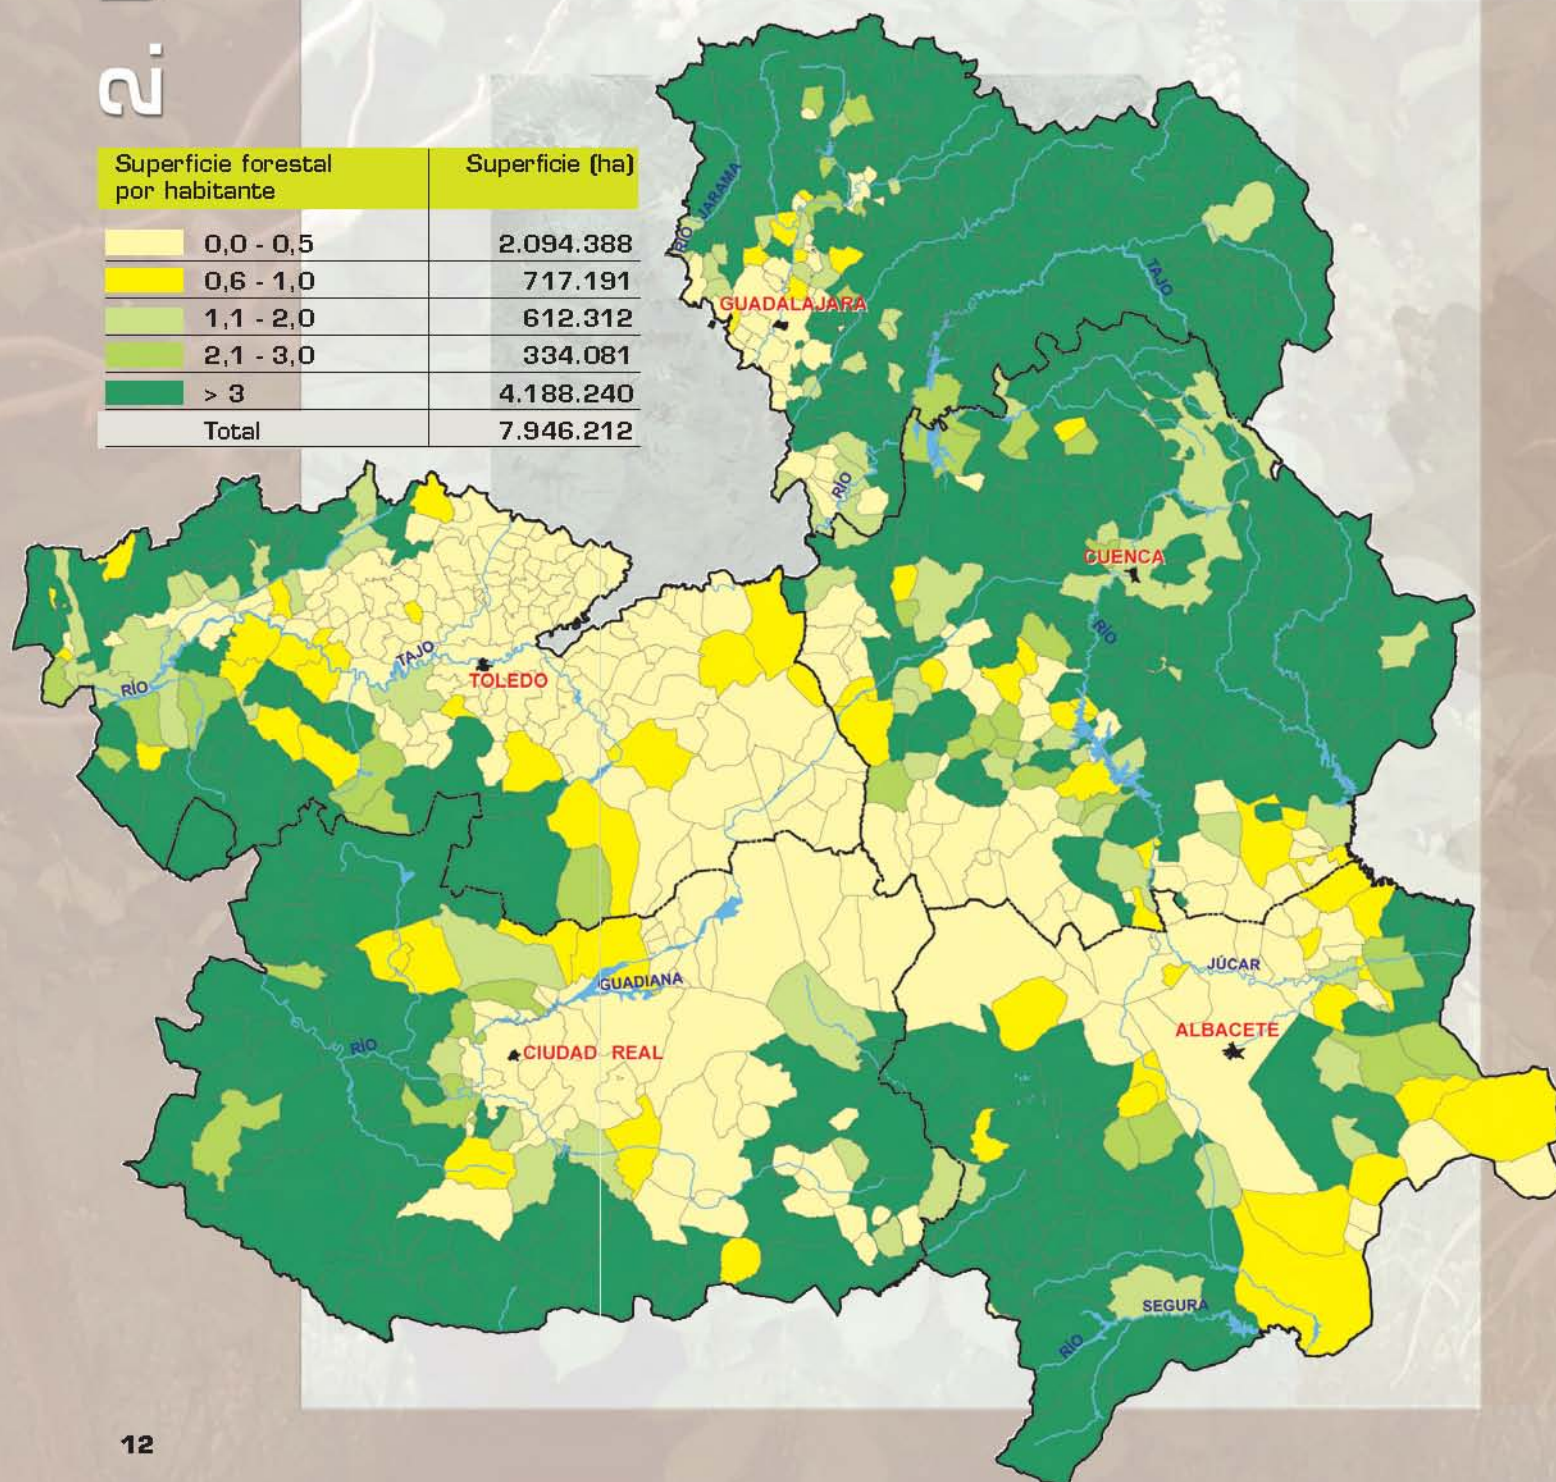 2.
Superficie forestal por habitante Superficie (ha)
0,0 - 0,5 2.094.388
0,6 - 1,0 717.191
1,1 - 2,0 612.312
2,1 - 3,0 334.081
> 3 4.188.240
Total 7.946.212
RÍO JARAMA
TAJO
GUADALAJARA
RÍO
CUENCA
RÍO
TAJO
RÍO
TOLEDO
GUADIANA
JÚCAR
ALBACETE
RÍO
CIUDAD REAL
SEGURA
RÍO
12